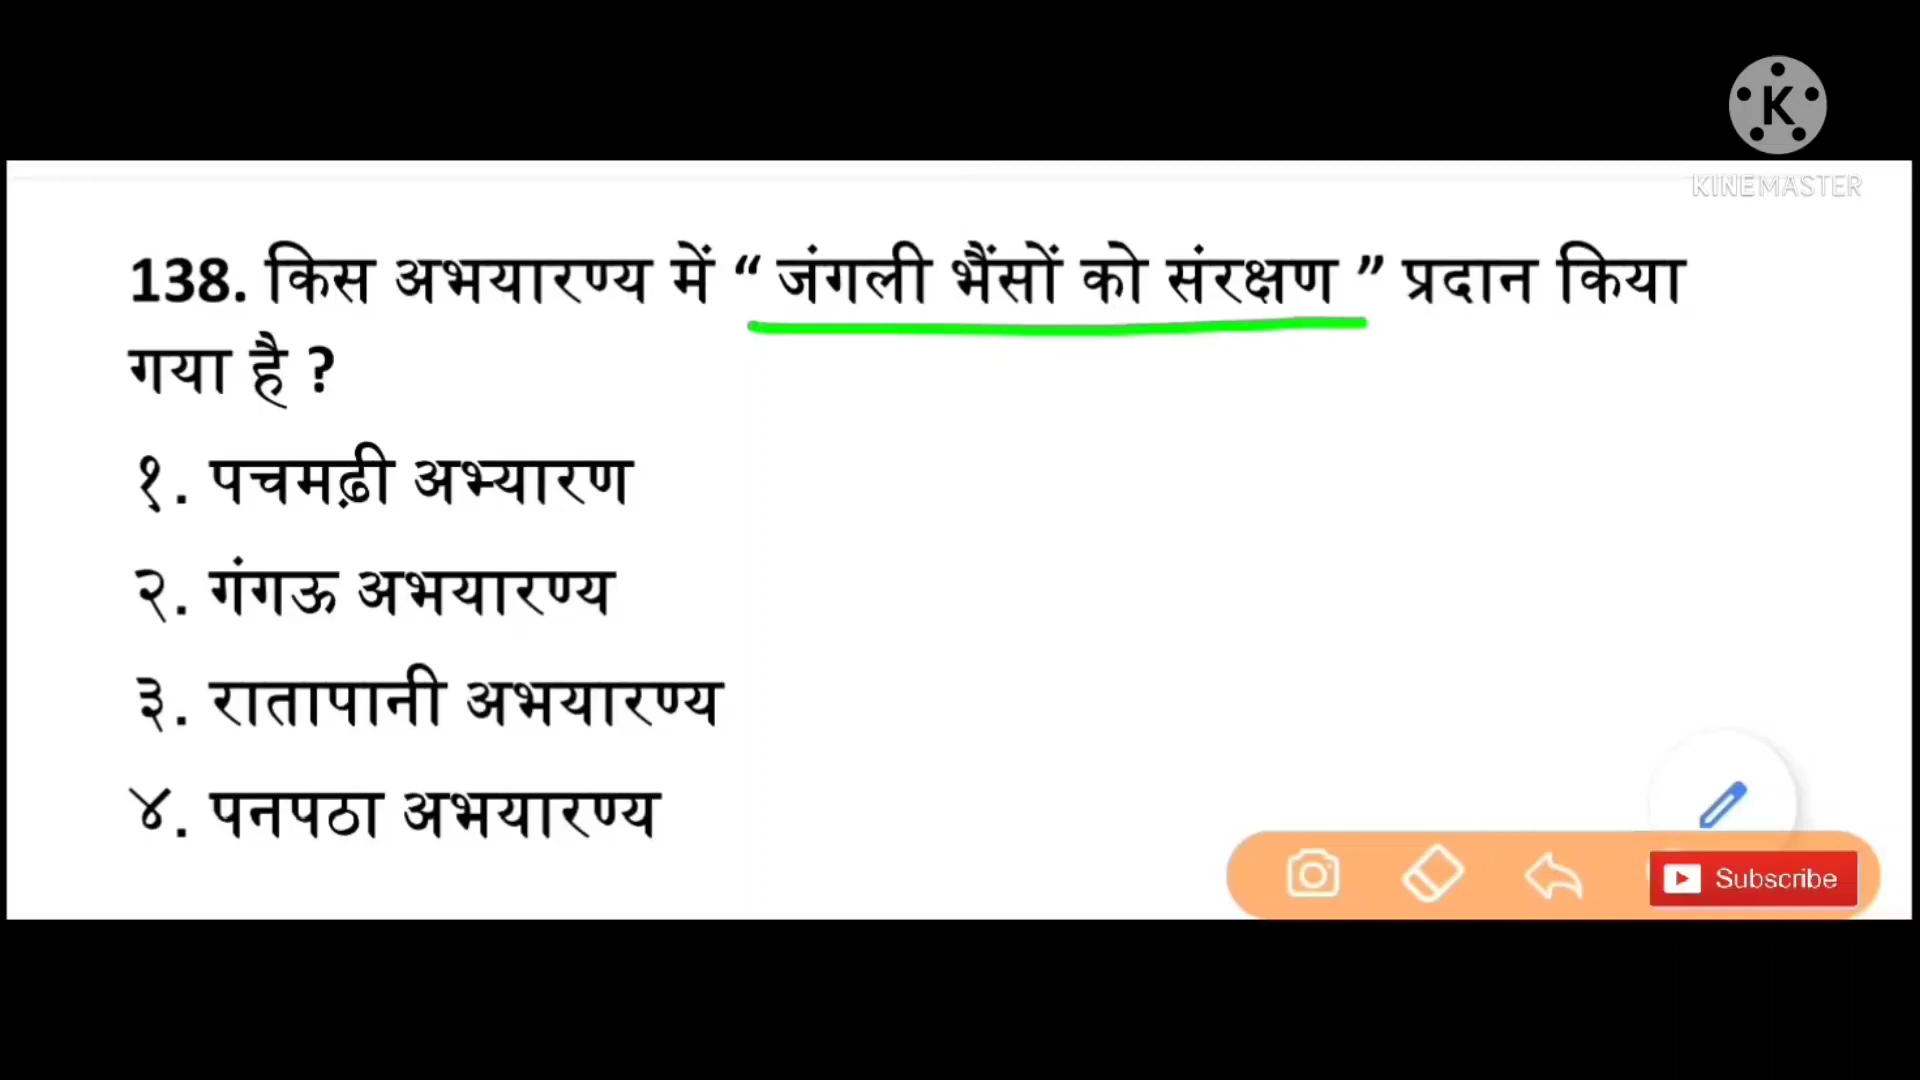 K
KINEMASTER
138. किस अभयारण्य में “ जंगली भैंसों को संरक्षण ” प्रदान किया
गया है ?
१. पचमढ़ी अभ्यारण
२. गंगऊ अभयारण्य
३. रातापानी अभयारण्य
४. पनपठा अभयारण्य
Subscribe